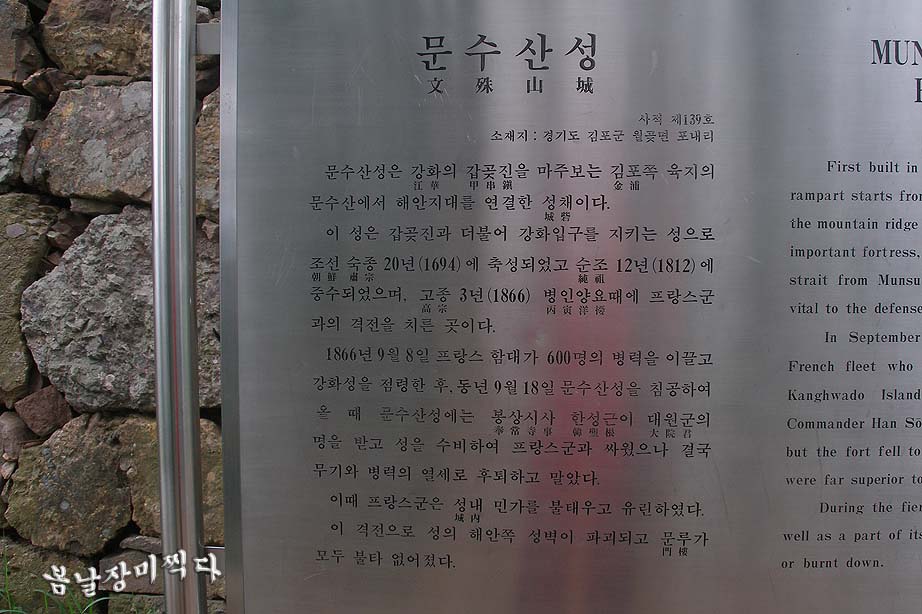 문수산성
文殊山城
사적 제139호
소재지 : 경기도 김포군 월곶면 포내리
문수산성은 강화의 갑곶진을 마주보는 김포쪽 육지의
江華 甲串鎭 金浦
문수산에서 해안지대를 연결한 성채이다.
城砦
이 성은 갑곶진과 더불어 강화입구를 지키는 성으로
조선 숙종 20년(1694)에 축성되었고 순조 12년(1812)에
朝鮮 肅宗 純祖
중수되었으며, 고종 3년(1866) 병인양요때에 프랑스군
高宗 丙寅洋擾
과의 격전을 치른 곳이다.
1866년 9월 8일 프랑스 함대가 600명의 병력을 이끌고
강화성을 점령한 후, 동년 9월 18일 문수산성을 침공하여
올 때 문수산성에는 봉상시사 한성근이 대원군의
奉常寺事 韓聖根 大院君
명을 받고 성을 수비하여 프랑스군과 싸웠으나 결국
무기와 병력의 열세로 후퇴하고 말았다.
이때 프랑스군은 성내 민가를 불태우고 유린하였다.
城內
이 격전으로 성의 해안쪽 성벽이 파괴되고 문루가
門樓
모두 불타 없어졌다.
MUN
First built in
rampart starts fro
the mountain ridge
important fortress,
strait from Munsu
vital to the defense
In September
French fleet who
Kanghwado Island
Commander Han So
but the fort fell to
were far superior to
During the fier
well as a part of its
or burnt down.
봄날장미찍다